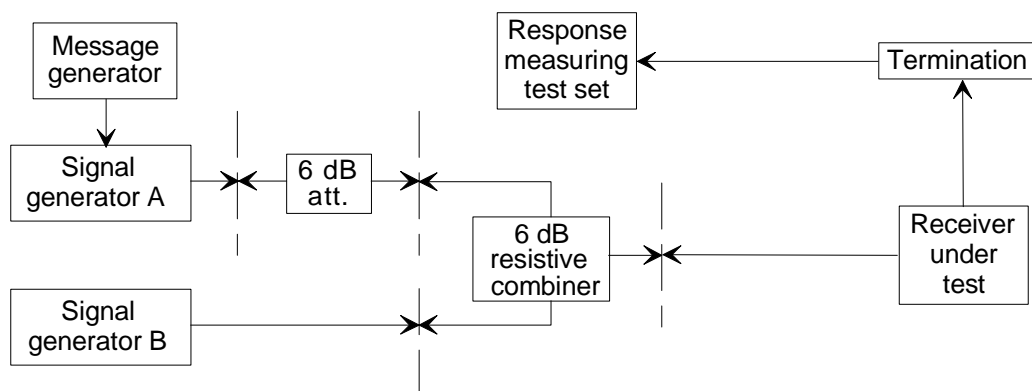 Message
generator
Response
measuring
test set
Termination
Signal
generator A
6 dB
att.
6 dB
resistive
combiner
Receiver
under
test
Signal
generator B